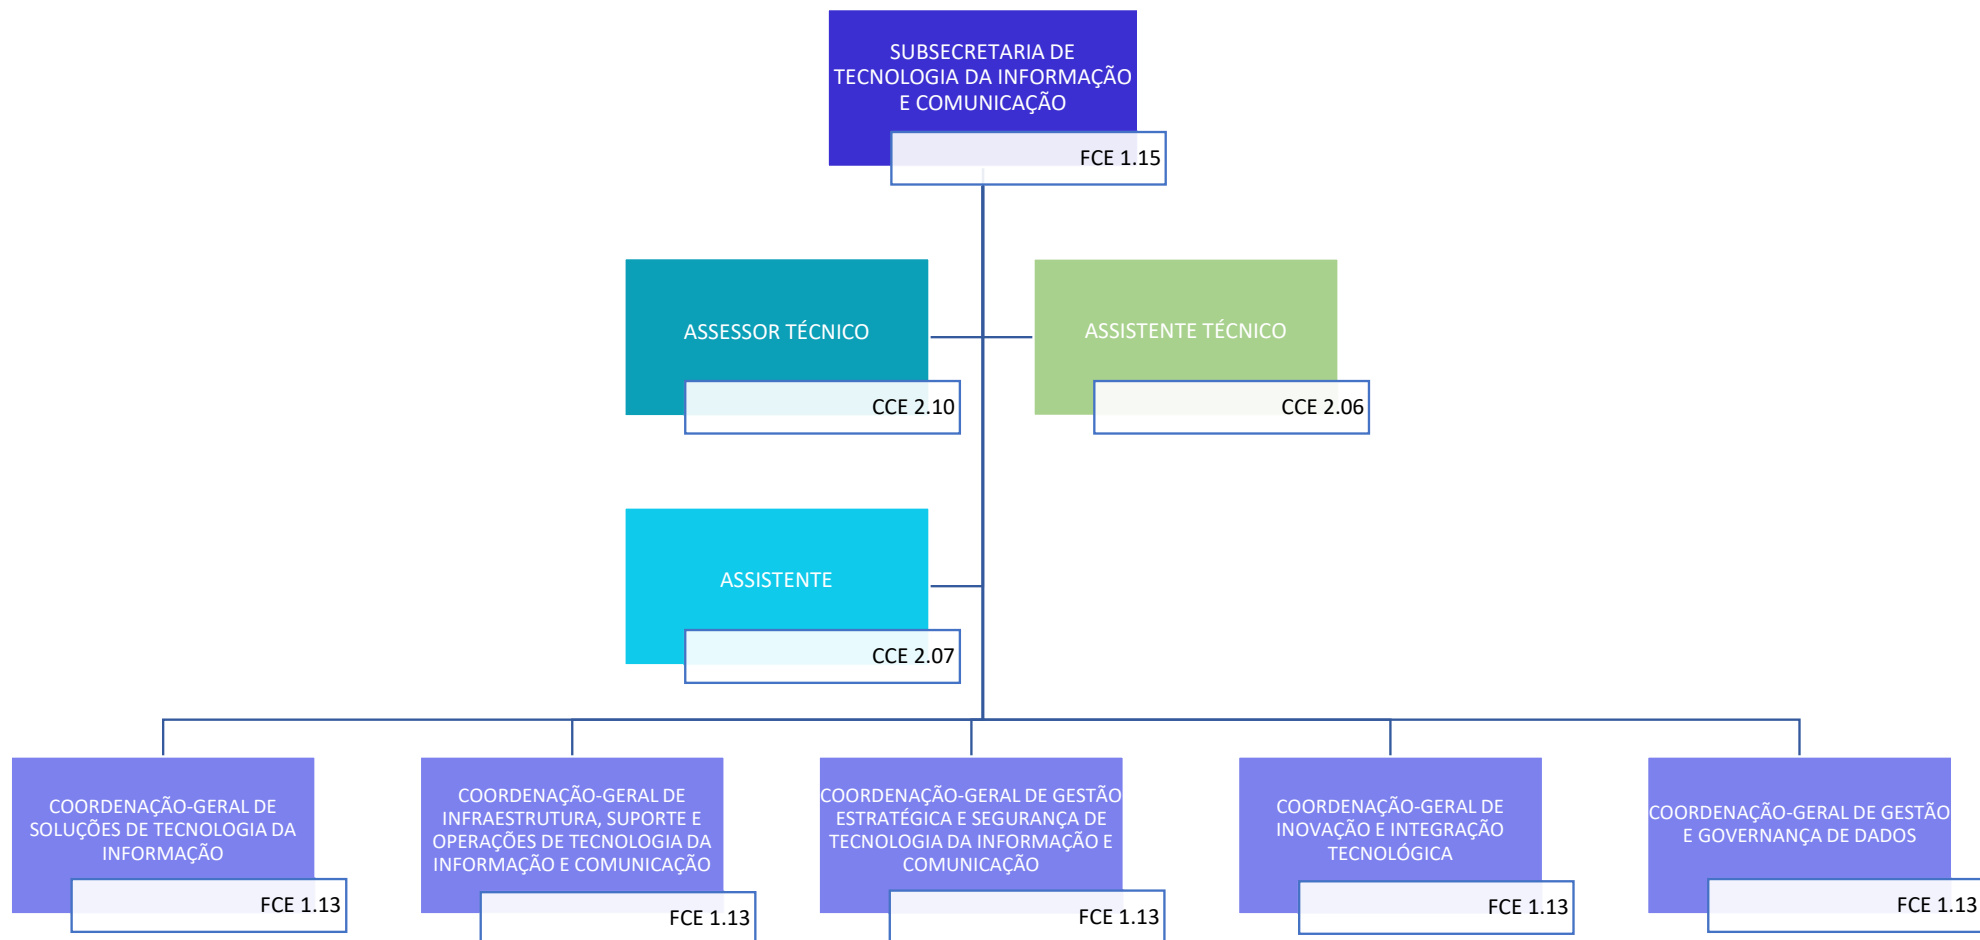 SUBSECRETARIA DE
TECNOLOGIA DA INFORMAÇÃO
E COMUNICAÇÃO
FCE 1.15
ASSESSOR TÉCNICO
CCE 2.10
ASSISTENTE TÉCNICO
CCE 2.06
ASSISTENTE
CCE 2.07
COORDENAÇÃO-GERAL DE
SOLUÇÕES DE TECNOLOGIA DA
INFORMAÇÃO
FCE 1.13
COORDENAÇÃO-GERAL DE
INFRAESTRUTURA, SUPORTE E
OPERAÇÕES DE TECNOLOGIA DA
INFORMAÇÃO E COMUNICAÇÃO
FCE 1.13
COORDENAÇÃO-GERAL DE GESTÃO
ESTRATÉGICA E SEGURANÇA DE
TECNOLOGIA DA INFORMAÇÃO E
COMUNICAÇÃO
FCE 1.13
COORDENAÇÃO-GERAL DE
INOVAÇÃO E INTEGRAÇÃO
TECNOLÓGICA
FCE 1.13
COORDENAÇÃO-GERAL DE GESTÃO
E GOVERNANÇA DE DADOS
FCE 1.13